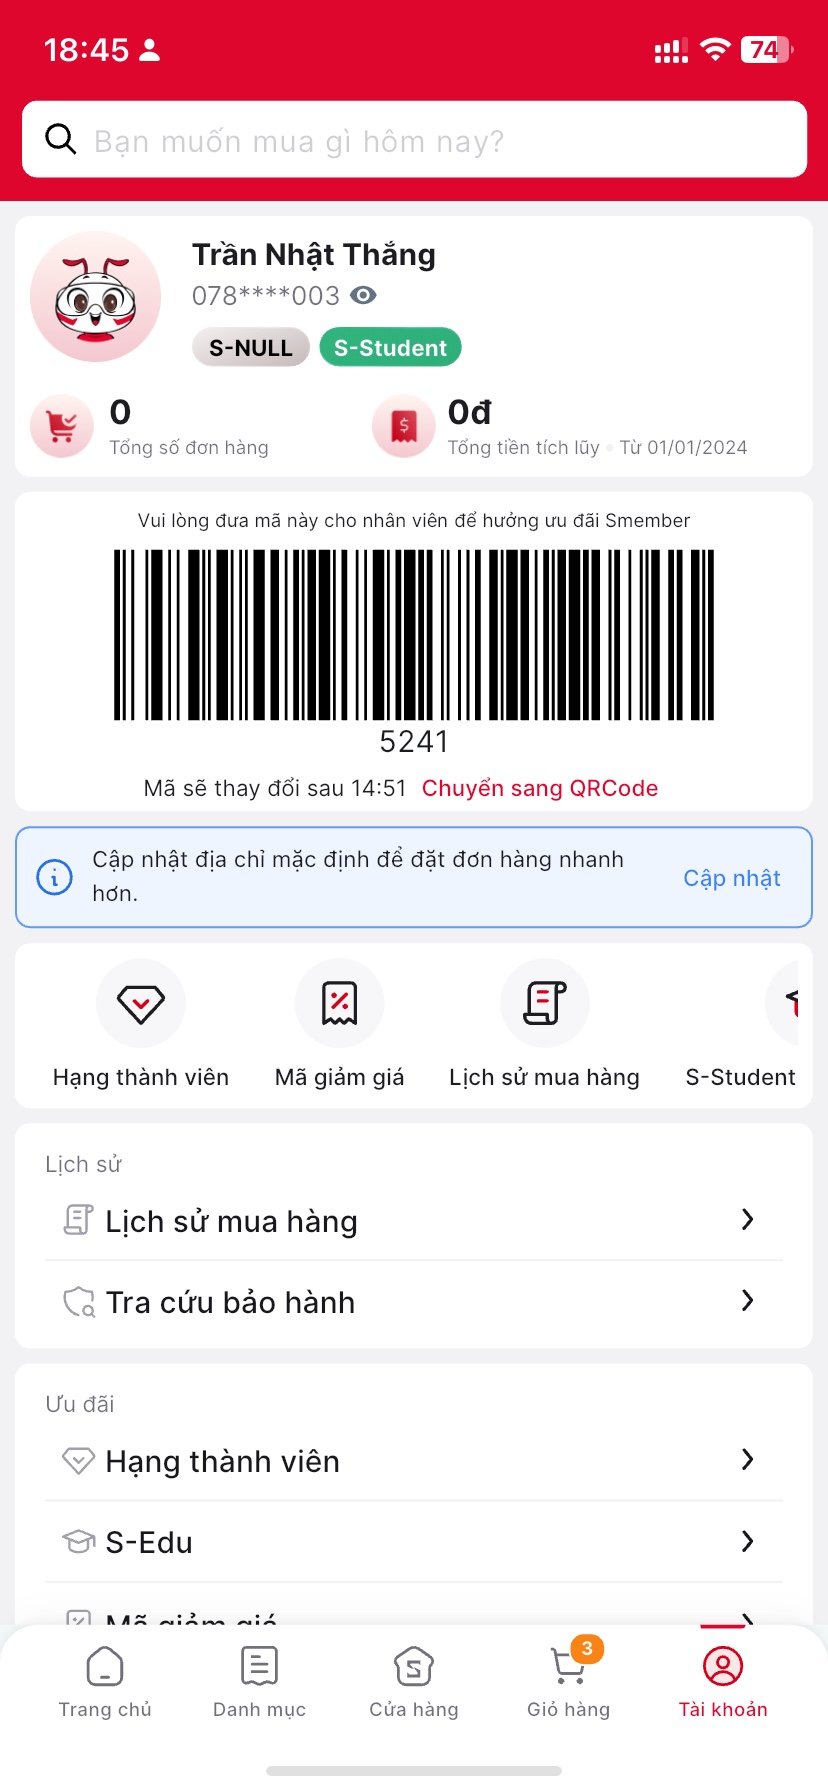 18:45
74
Bạn muốn mua gì hôm nay?
Trần Nhật Thắng
078****003
S-NULL S-Student
0
Tổng số đơn hàng
0đ
Tổng tiền tích lũy Từ 01/01/2024
Vui lòng đưa mã này cho nhân viên để hưởng ưu đãi Smember
5241
Mã sẽ thay đổi sau 14:51 Chuyển sang QRCode
Cập nhật địa chỉ mặc định để đặt đơn hàng nhanh
hơn.
Cập nhật
Hạng thành viên Mã giảm giá Lịch sử mua hàng S-Student
Lịch sử
Lịch sử mua hàng
Tra cứu bảo hành
Ưu đãi
Hạng thành viên
S-Edu
Mã giảm giá
3
Trang chủ Danh mục Cửa hàng Giỏ hàng Tài khoản